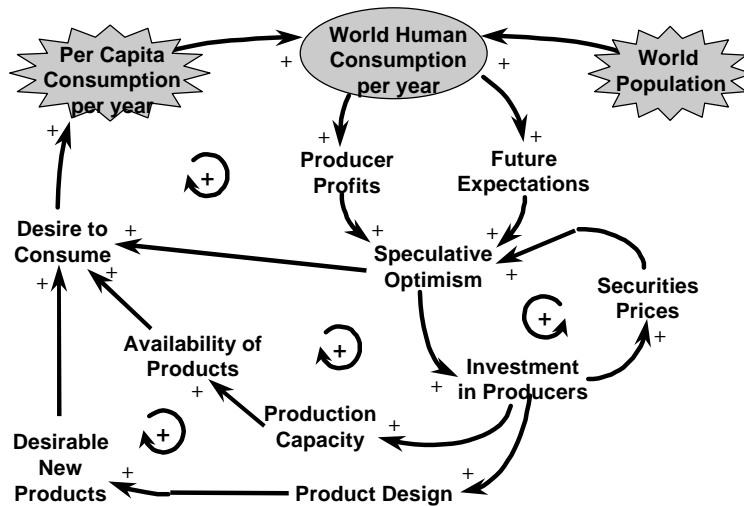 Per Capita
Consumption
per year
World Human
Consumption
per year
World
Population
+
+
+
+
+
Producer
Profits
Future
Expectations
+
Desire to
Consume
+
+
+
Speculative
Optimism
+
+
+
Securities
Prices
+
+
+
Availability of
Products
+
Investment
in Producers
+
+
Production
Capacity
+
+
Desirable
New
Products
+
Product Design
+